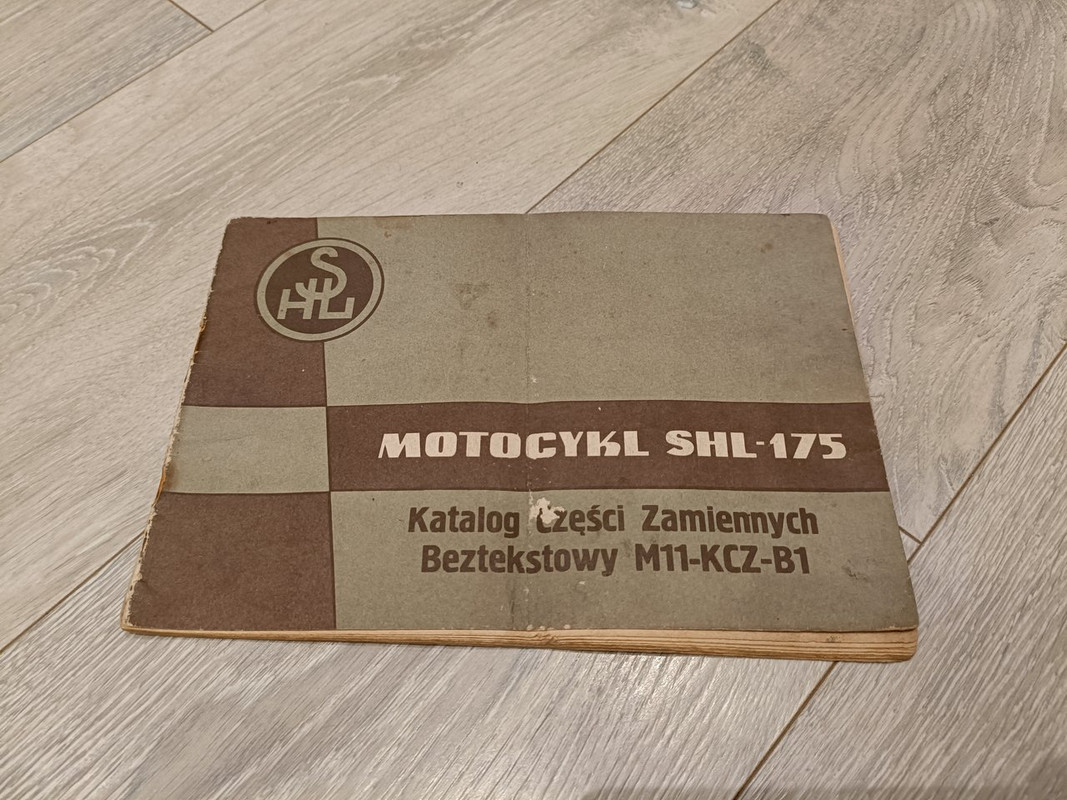 SHL
MOTOCYKL SHL-175
Katalog Części Zamiennych
Beztekstowy M11-KCZ-B1